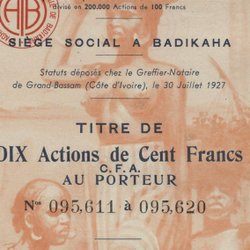 Divisé en 200.000 Actions de 100 Francs
SIÈGE SOCIAL A BADIKAHA
Statuts déposés chez le Greffier-Notaire
de Grand-Bassam (Côte d'Ivoire), le 30 Juillet 1927
TITRE DE
DIX Actions de Cent Francs
C.F.A.
AU PORTEUR
Nos 095,611 à 095,620